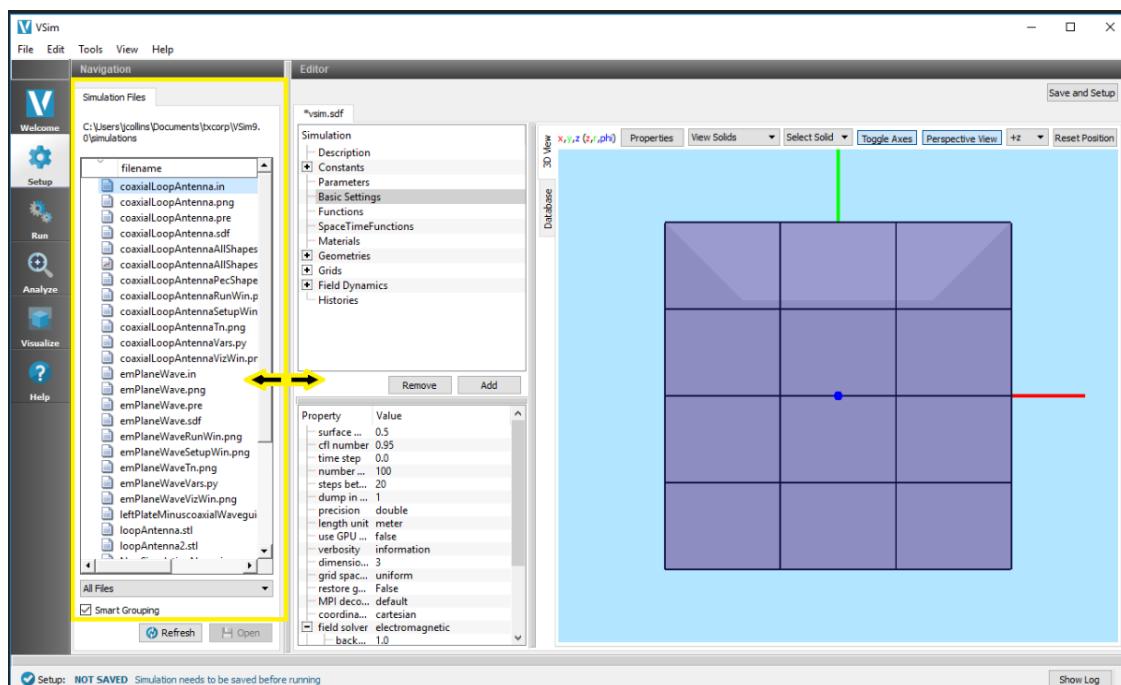 VSim
File Edit Tools View Help
Navigation
Editor
Welcome
Setup
Run
Analyze
Visualize
Help
Simulation Files
C:\Users\jcollins\Documents\txcorp\VSim9.
0\simulations
filename
coaxialLoopAntenna.in
coaxialLoopAntenna.png
coaxialLoopAntenna.pre
coaxialLoopAntenna.sdf
coaxialLoopAntennaAllShapes
coaxialLoopAntennaAllShapes
coaxialLoopAntennaPecShape
coaxialLoopAntennaRunWin.p
coaxialLoopAntennaSetupWin
coaxialLoopAntennaTn.png
coaxialLoopAntennaVars.py
coaxialLoopAntennaVizWin.pr
emPlaneWave.in
emPlaneWave.png
emPlaneWave.pre
emPlaneWave.sdf
emPlaneWaveRunWin.png
emPlaneWaveSetupWin.png
emPlaneWaveTn.png
emPlaneWaveVars.py
emPlaneWaveVizWin.png
leftPlateMinuscoaxialWavegui
loopAntenna.stl
loopAntenna2.stl
All Files
Smart Grouping
Refresh Open
*vsim.sdf
Simulation
Description
Constants
Parameters
Basic Settings
Functions
SpaceTimeFunctions
Materials
Geometries
Grids
Field Dynamics
Histories
Remove Add
Property Value
surface ... 0.5
cfl number 0.95
time step 0.0
number ... 100
steps bet... 20
dump in ... 1
precision double
length unit meter
use GPU ... false
verbosity information
dimensio... 3
grid spac... uniform
restore g... False
MPI deco... default
coordina... cartesian
field solver electromagnetic
back... 1.0
Save and Setup
3D View
Database
x,y,z (z,r,phi) Properties View Solids Select Solid Toggle Axes Perspective View +z Reset Position
Setup: NOT SAVED Simulation needs to be saved before running
Show Log